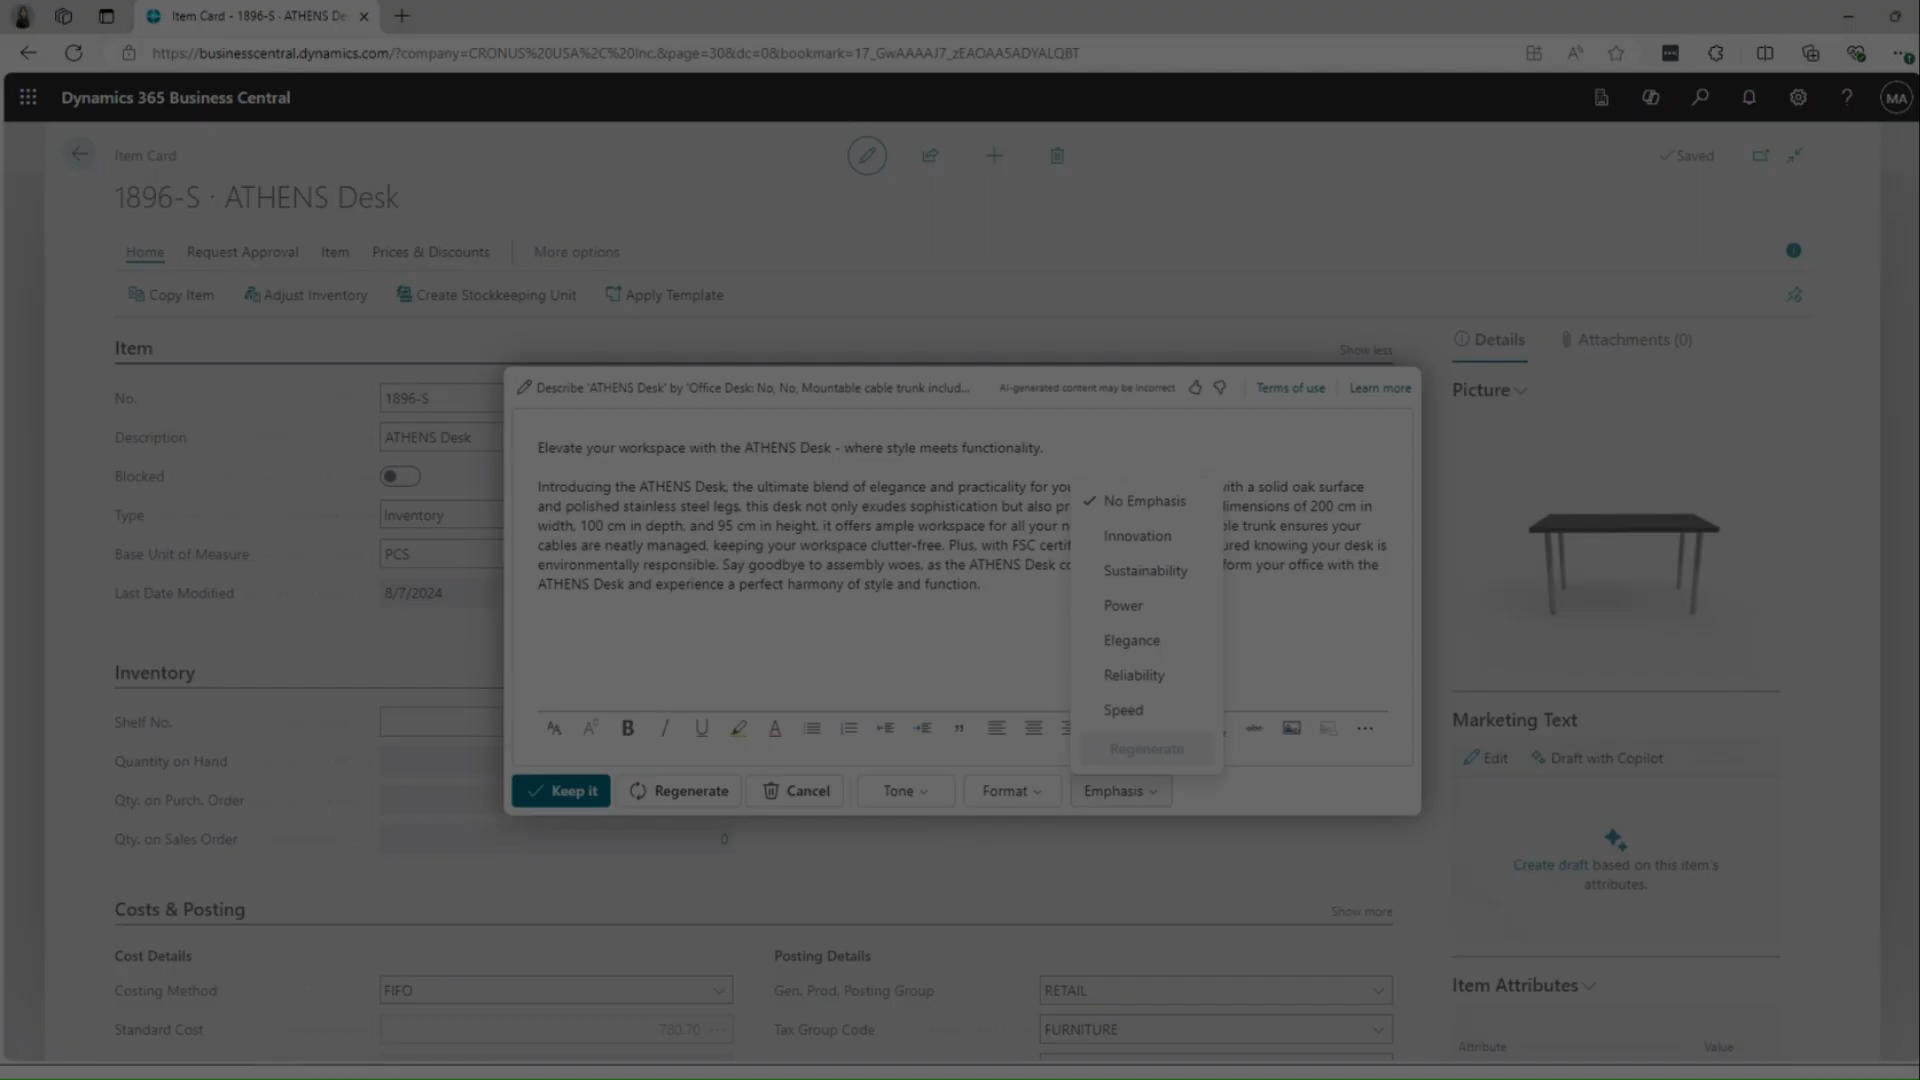 Item Card - 1896-S · ATHENS De
https://businesscentral.dynamics.com/?company=CRONUS%20USA%2C%20Inc.&page=30&dc=0&bookmark=17_GwAAAAJ7_zEAOAA5ADYALQBT
Dynamics 365 Business Central
MA
Item Card
Saved
1896-S · ATHENS Desk
Home Request Approval Item Prices & Discounts More options
Copy Item Adjust Inventory Create Stockkeeping Unit Apply Template
Item
Show less
Details Attachments (0)
No. 1896-S
Description ATHENS Desk
Blocked
Type Inventory
Base Unit of Measure PCS
Last Date Modified 8/7/2024
Inventory
Shelf No.
Quantity on Hand
Qty. on Purch. Order
Qty. on Sales Order 0
Describe 'ATHENS Desk' by 'Office Desk: No, No, Mountable cable trunk includ... AI-generated content may be incorrect Terms of use Learn more
Elevate your workspace with the ATHENS Desk - where style meets functionality.
Introducing the ATHENS Desk, the ultimate blend of elegance and practicality for you with a solid oak surface
and polished stainless steel legs, this desk not only exudes sophistication but also pr dimensions of 200 cm in
width, 100 cm in depth, and 95 cm in height, it offers ample workspace for all your n ble trunk ensures your
cables are neatly managed, keeping your workspace clutter-free. Plus, with FSC certif ured knowing your desk is
environmentally responsible. Say goodbye to assembly woes, as the ATHENS Desk co form your office with the
ATHENS Desk and experience a perfect harmony of style and function.
No Emphasis
Innovation
Sustainability
Power
Elegance
Reliability
Speed
Regenerate
Keep it Regenerate Cancel Tone Format Emphasis
Picture
Marketing Text
Edit Draft with Copilot
Create draft based on this item's
attributes.
Item Attributes
Attribute Value
Costs & Posting
Show more
Cost Details
Costing Method FIFO
Standard Cost 780.70
Posting Details
Gen. Prod. Posting Group RETAIL
Tax Group Code FURNITURE